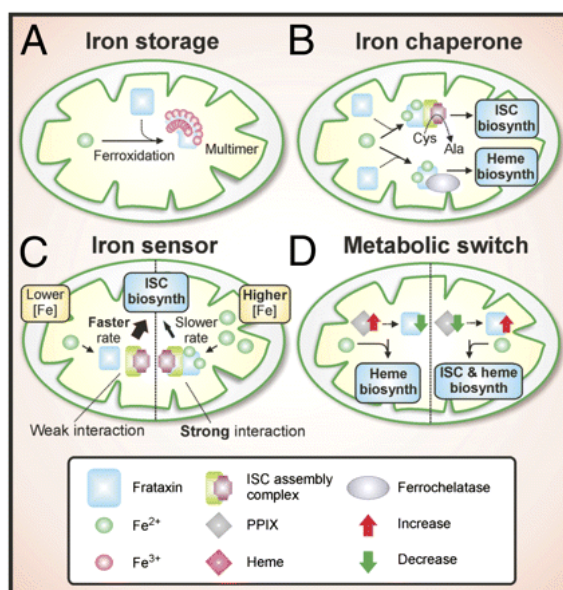 A
Iron storage
Ferroxidation
Multimer
B
Iron chaperone
Cys
Ala
ISC
biosynth
Heme
biosynth
C
Iron sensor
Lower
[Fe]
ISC
biosynth
Higher
[Fe]
Faster
rate
Slower
rate
Weak interaction
Strong interaction
D
Metabolic switch
Heme
biosynth
ISC & heme
biosynth
Frataxin
ISC assembly
complex
Ferrochelatase
Fe²⁺
PPIX
Increase
Fe³⁺
Heme
Decrease